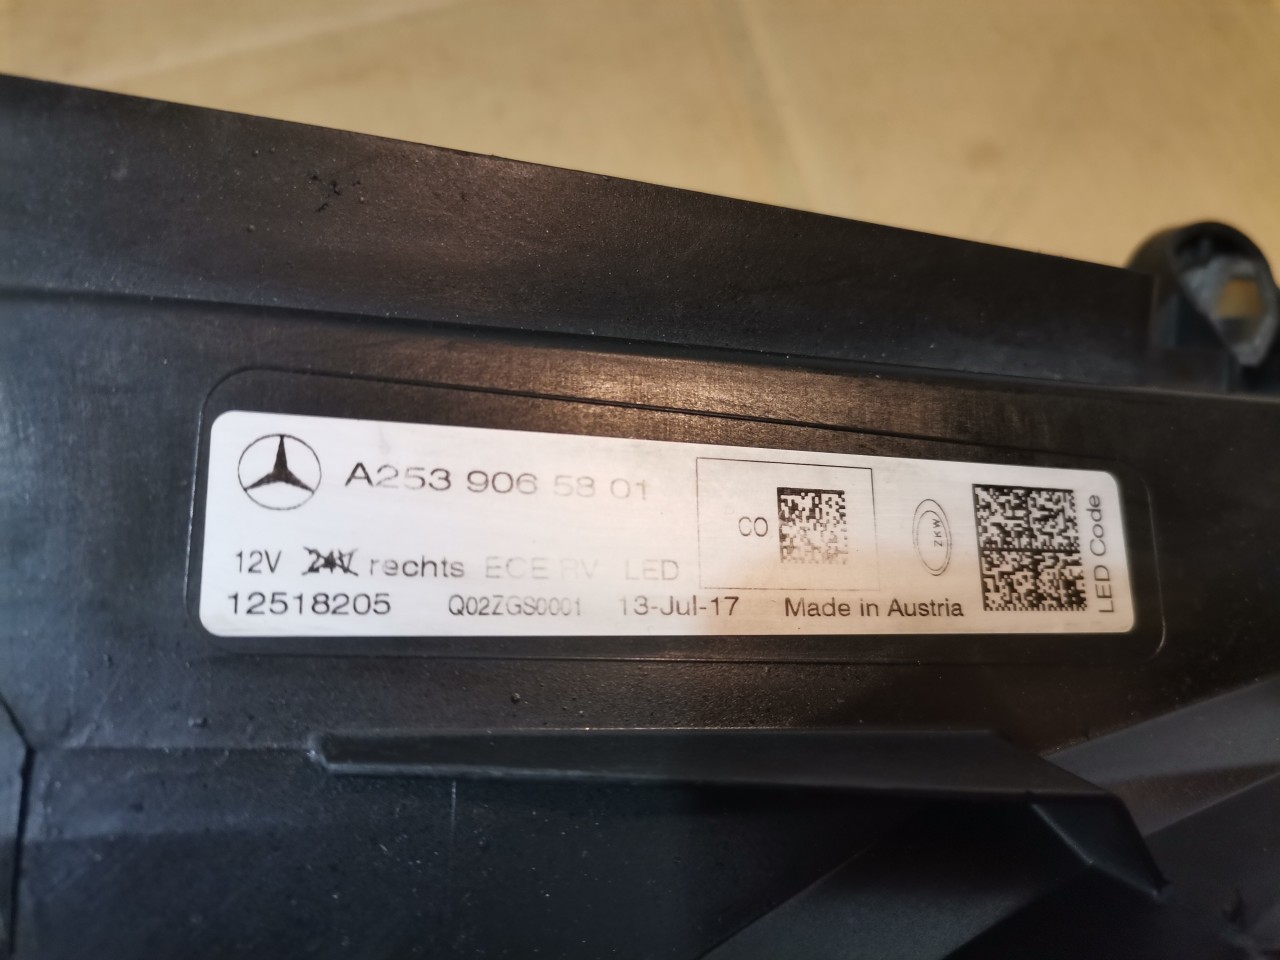 A253 906 58 01
CO
ZKW
LED Code
12V 24V rechts ECE RV LED
12518205 Q02ZGS0001 13-Jul-17 Made in Austria